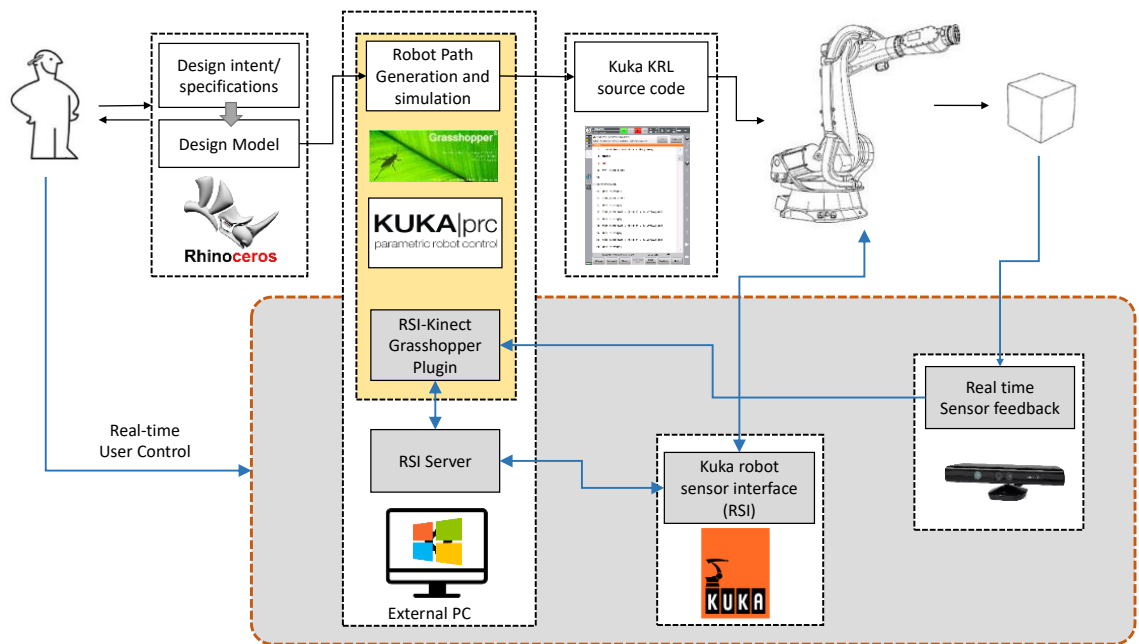 Design intent/
specifications
Design Model
Rhinoceros
Robot Path
Generation and
simulation
Grasshopper
KUKA|prc
parametric robot control
Kuka KRL
source code
RSI-Kinect
Grasshopper
Plugin
RSI Server
External PC
Real-time
User Control
Kuka robot
sensor interface
(RSI)
KUKA
Real time
Sensor feedback